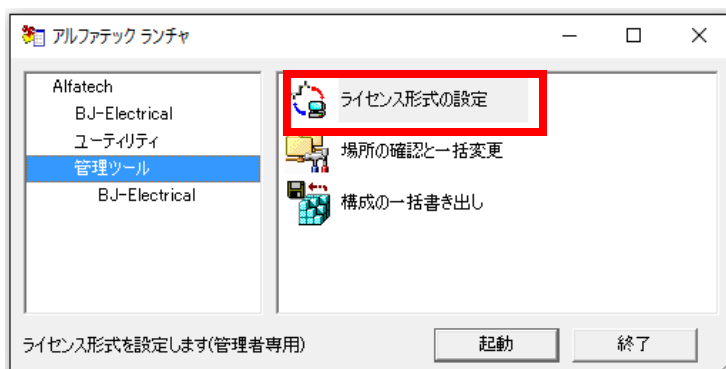 アルファテック ランチャ
Alfatech
BJ-Electrical
ユーティリティ
管理ツール
BJ-Electrical
ライセンス形式の設定
場所の確認と一括変更
構成の一括書き出し
ライセンス形式を設定します(管理者専用)
起動
終了